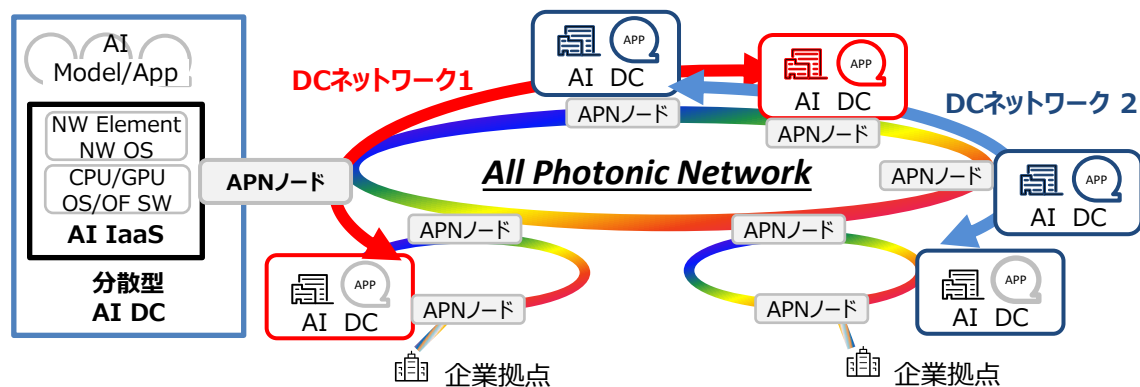 AI
Model/App
NW Element
NW OS
CPU/GPU
OS/OF SW
AI IaaS
分散型
AI DC
APNノード
DCネットワーク1
APP
AI DC
APNノード
APP
AI DC
APNノード
DCネットワーク 2
All Photonic Network
APNノード
APP
AI DC
APNノード
APNノード
APP
AI DC
APNノード
APNノード
APP
AI DC
企業拠点
企業拠点